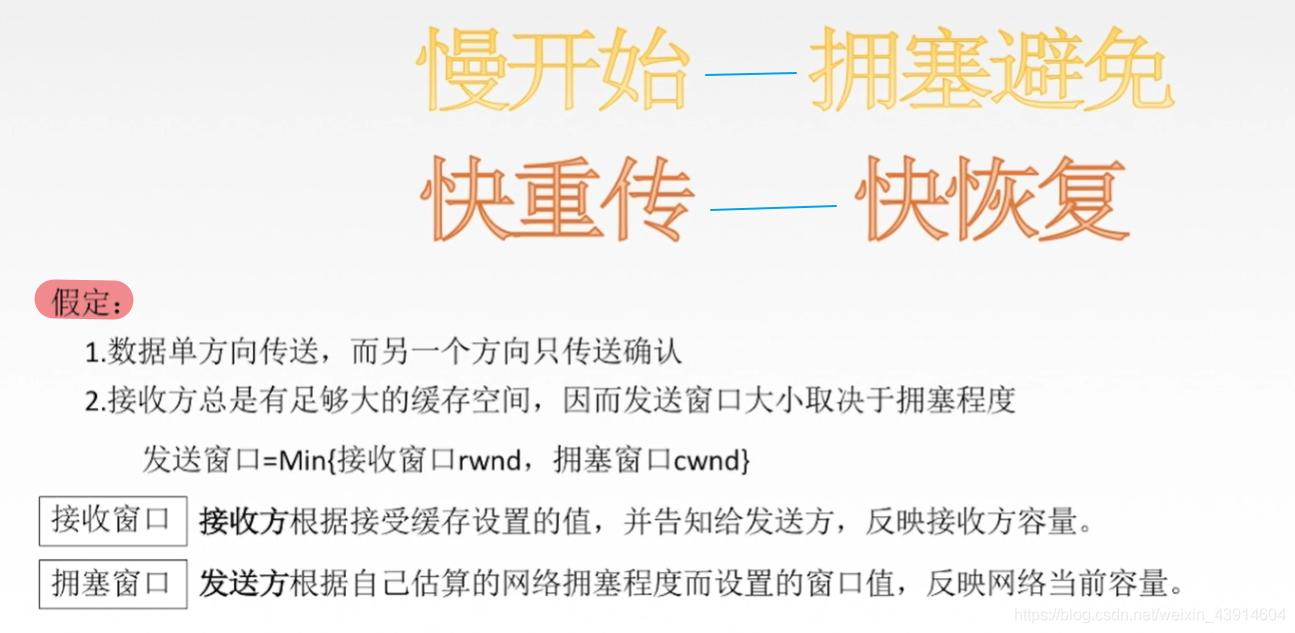 慢开始 — 拥塞避免
快重传 — 快恢复
假定：
1.数据单方向传送，而另一个方向只传送确认
2.接收方总是有足够大的缓存空间，因而发送窗口大小取决于拥塞程度
发送窗口=Min{接收窗口rwnd，拥塞窗口cwnd}
接收窗口 接收方根据接受缓存设置的值，并告知给发送方，反映接收方容量。
拥塞窗口 发送方根据自己估算的网络拥塞程度而设置的窗口值，反映网络当前容量。
https://blog.csdn.net/weixin_43914604